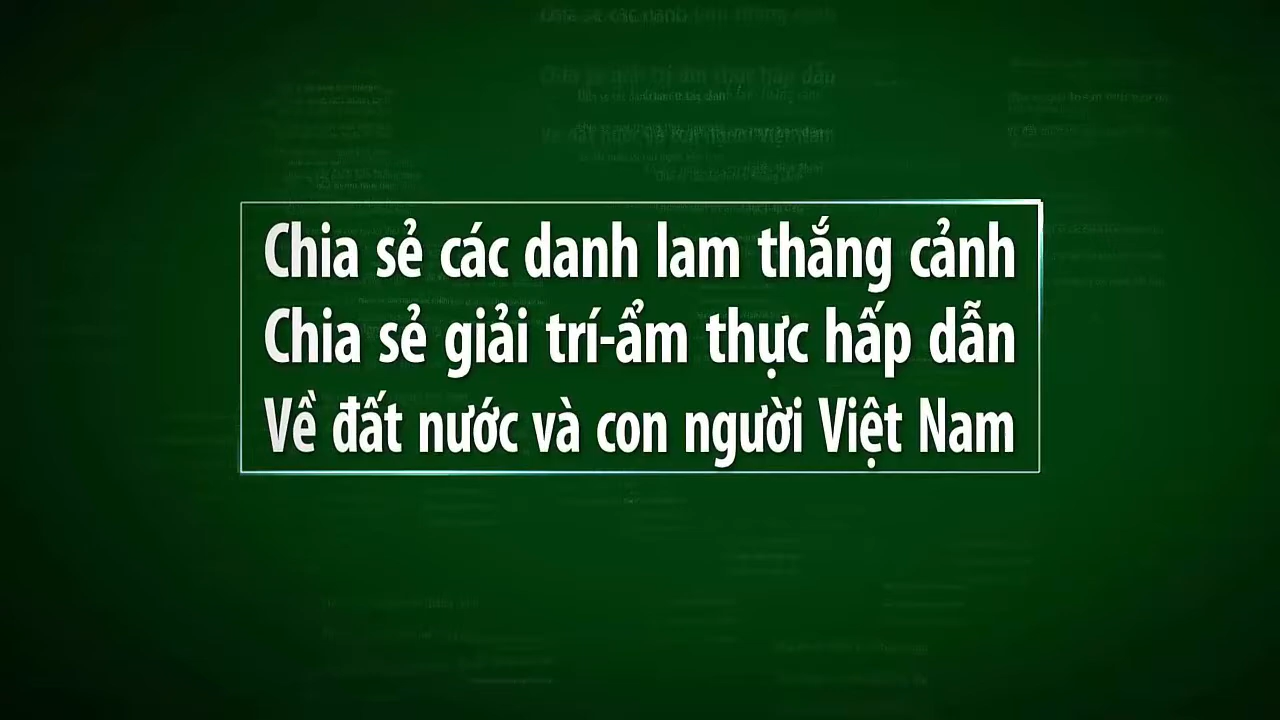 Chia sẻ các danh lam thắng cảnh
Chia sẻ giải trí-ẩm thực hấp dẫn
Về đất nước và con người Việt Nam